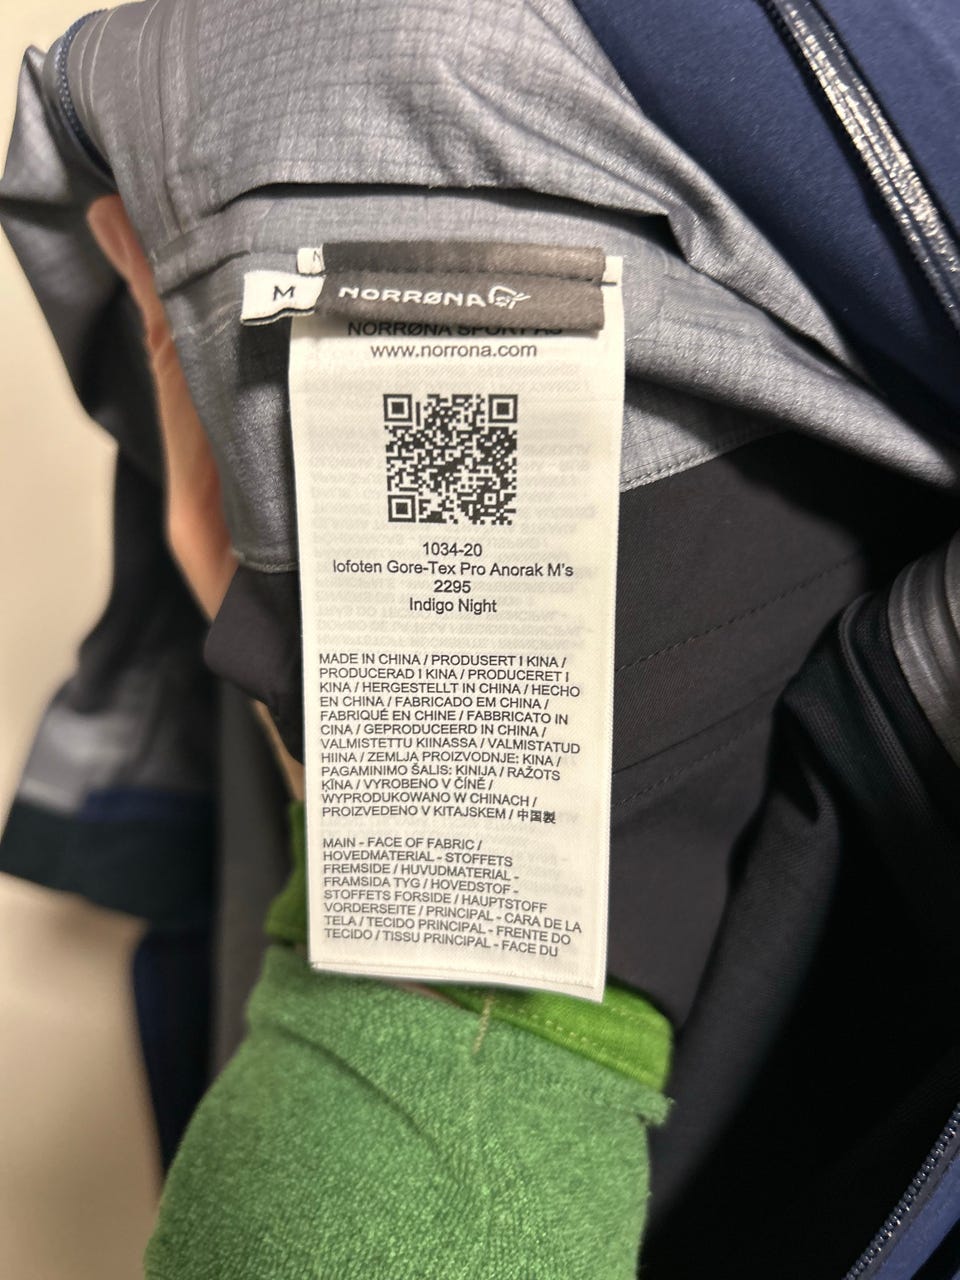 M
NORRØNA
NORRØNA SPORT AS
www.norrona.com
1034-20
lofoten Gore-Tex Pro Anorak M's
2295
Indigo Night
MADE IN CHINA / PRODUSERT I KINA /
PRODUCERAD I KINA / PRODUCERET I
KINA / HERGESTELLT IN CHINA / HECHO
EN CHINA / FABRICADO EM CHINA /
FABRIQUÉ EN CHINE / FABBRICATO IN
CINA / GEPRODUCEERD IN CHINA /
VALMISTETTU KIINASSA / VALMISTATUD
HIINA / ZEMLJA PROIZVODNJE: KINA /
PAGAMINIMO ŠALIS: KINIJA / RAŽOTS
ĶĪNA / VYROBENO V ČÍNĚ /
WYPRODUKOWANO W CHINACH /
PROIZVEDENO V KITAJSKEM / 中国製
MAIN - FACE OF FABRIC /
HOVEDMATERIAL - STOFFETS
FREMSIDE / HUVUDMATERIAL -
FRAMSIDA TYG / HOVEDSTOF -
STOFFETS FORSIDE / HAUPTSTOFF
VORDERSEITE / PRINCIPAL - CARA DE LA
TELA / TECIDO PRINCIPAL - FRENTE DO
TECIDO / TISSU PRINCIPAL - FACE DU